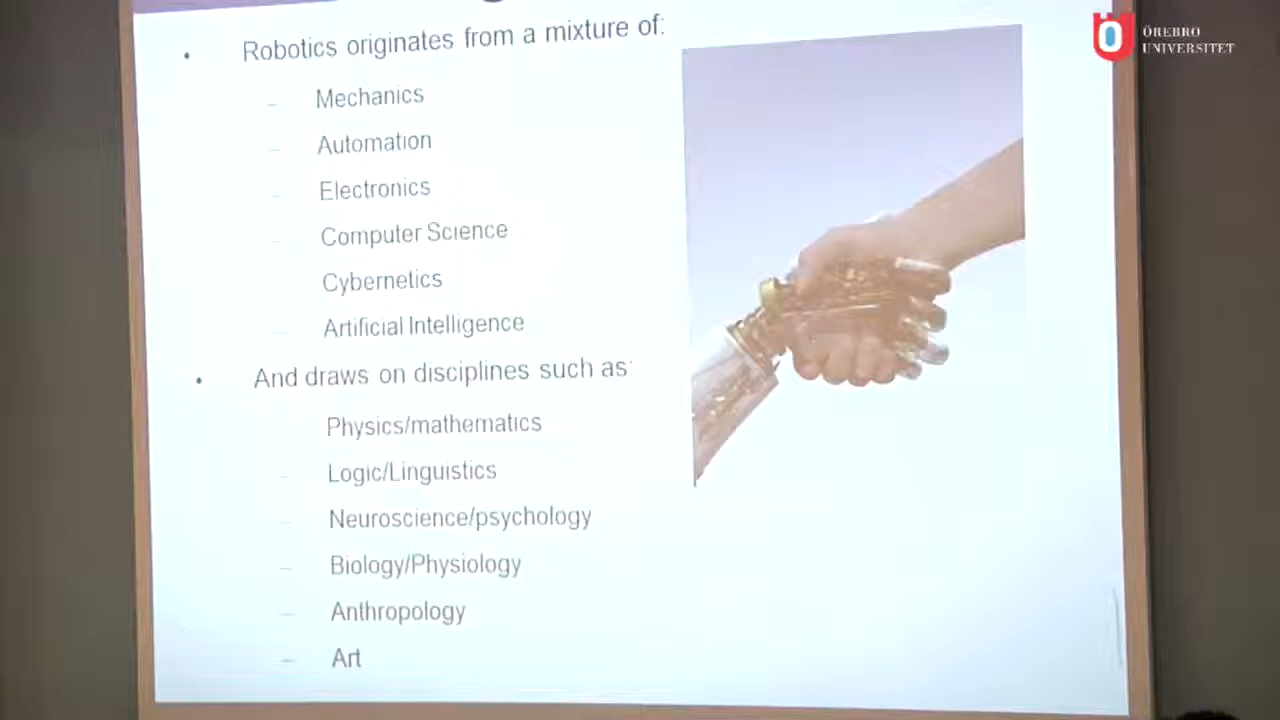 • Robotics originates from a mixture of:
– Mechanics
– Automation
– Electronics
– Computer Science
Cybernetics
– Artificial Intelligence
• And draws on disciplines such as:
Physics/mathematics
– Logic/Linguistics
– Neuroscience/psychology
– Biology/Physiology
– Anthropology
– Art
ÖREBRO
UNIVERSITET